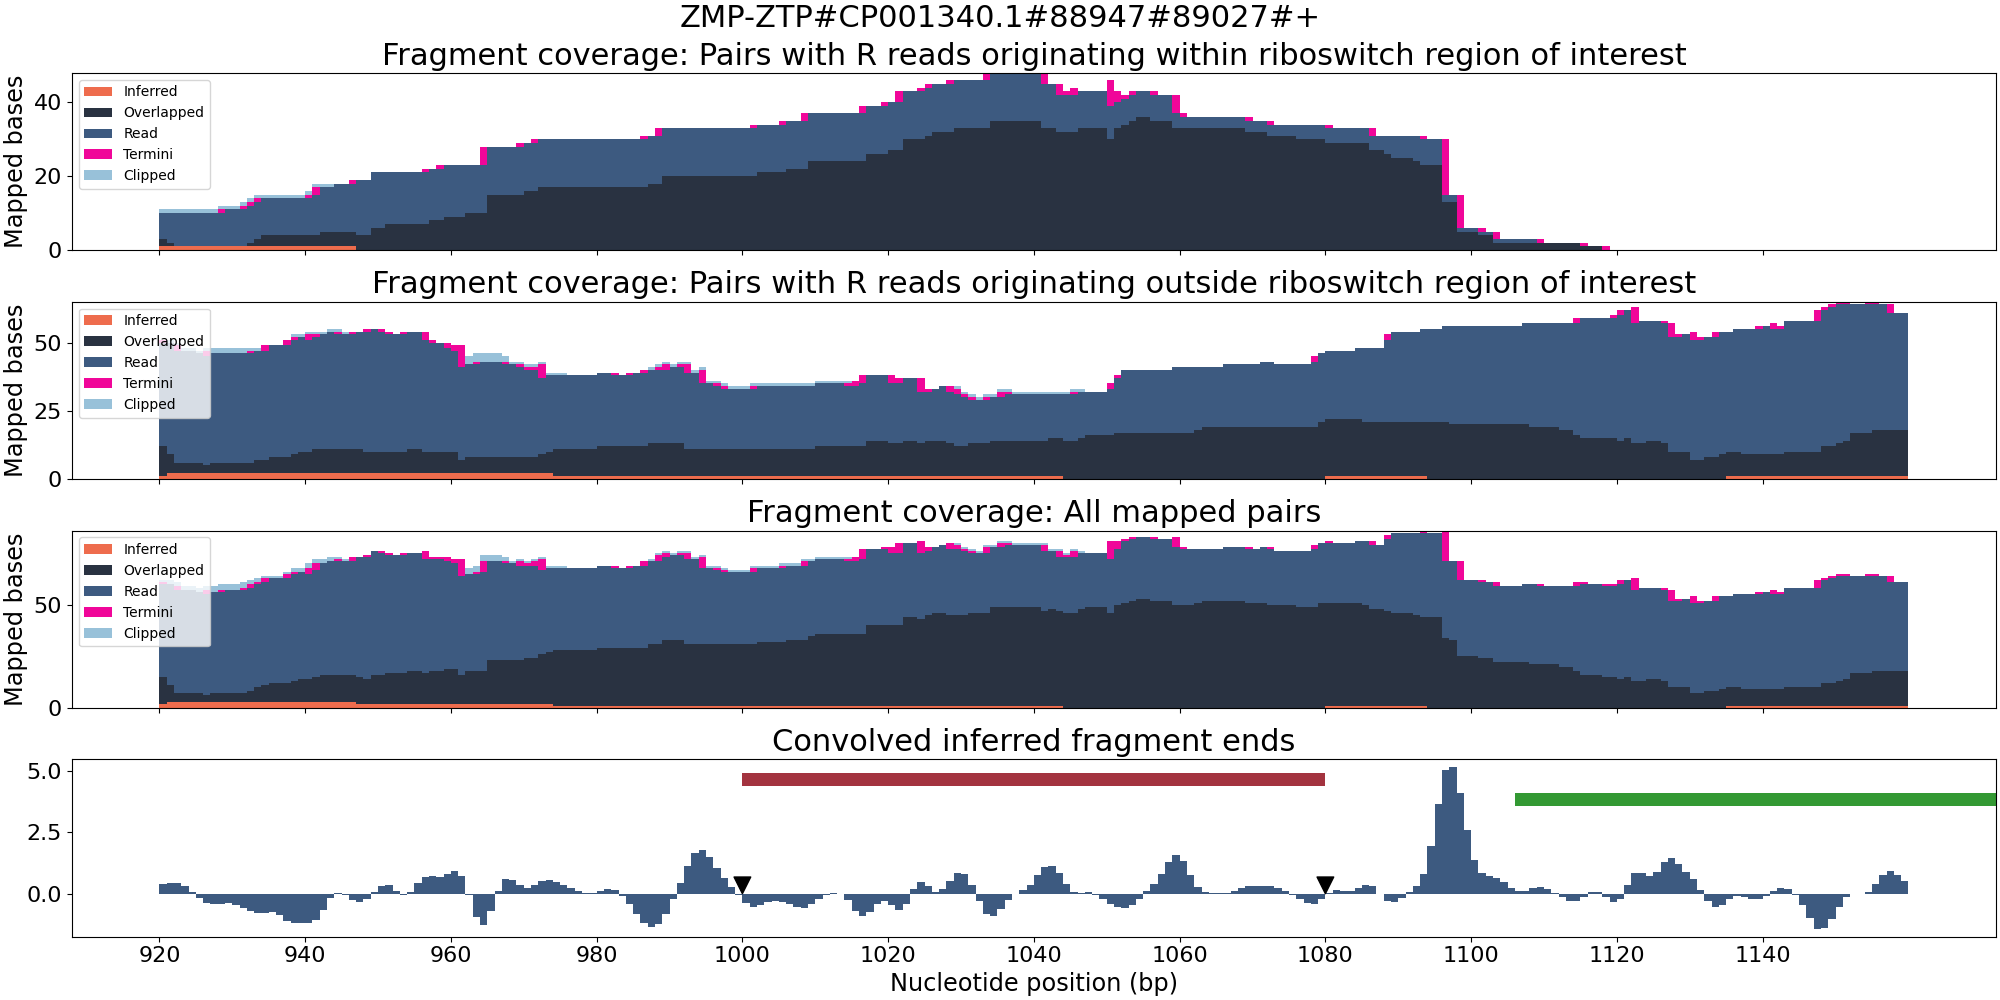 ZMP-ZTP#CP001340.1#88947#89027#+
Fragment coverage: Pairs with R reads originating within riboswitch region of interest
Mapped bases
40
20
0
Inferred
Overlapped
Read
Termini
Clipped
Fragment coverage: Pairs with R reads originating outside riboswitch region of interest
Mapped bases
50
25
0
Inferred
Overlapped
Read
Termini
Clipped
Fragment coverage: All mapped pairs
Mapped bases
50
0
Inferred
Overlapped
Read
Termini
Clipped
Convolved inferred fragment ends
5.0
2.5
0.0
920 940 960 980 1000 1020 1040 1060 1080 1100 1120 1140
Nucleotide position (bp)